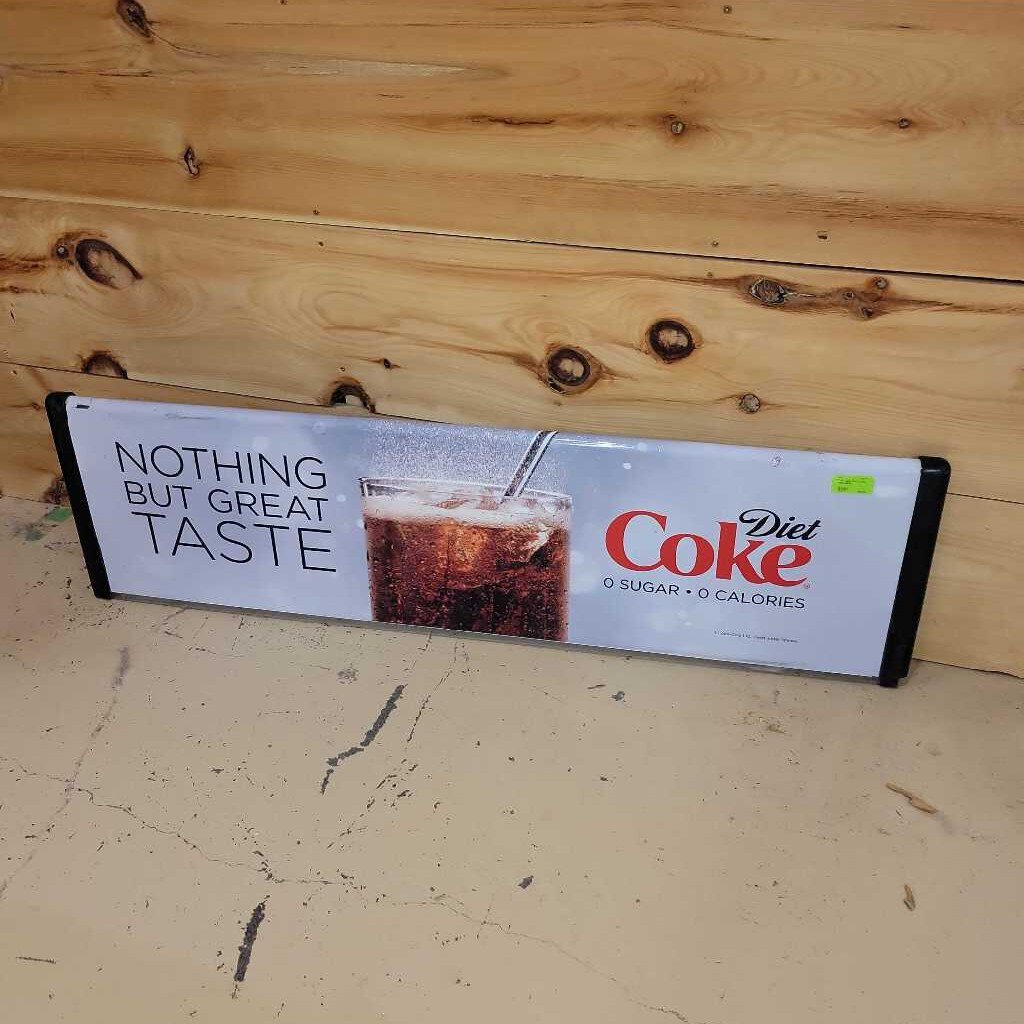 NOTHING
BUT GREAT
TASTE
Diet
Coke
0 SUGAR • 0 CALORIES